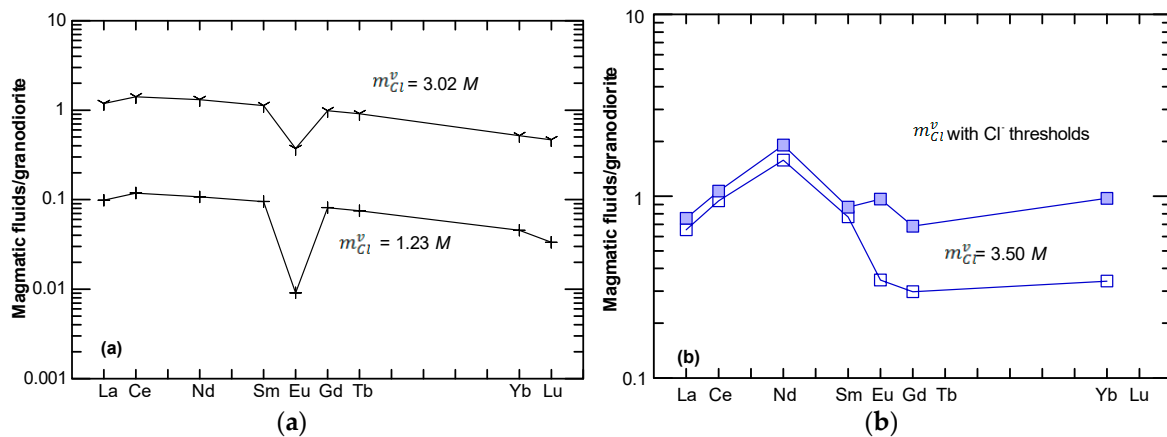 10
1
0.1
0.01
0.001
Magmatic fluids/granodiorite
m^v_Cl = 3.02 M
m^v_Cl = 1.23 M
(a)
La Ce Nd Sm Eu Gd Tb Yb Lu
(a)
10
1
0.1
Magmatic fluids/granodiorite
m^v_Cl with Cl- thresholds
m^v_Cl = 3.50 M
(b)
La Ce Nd Sm Eu Gd Tb Yb Lu
(b)